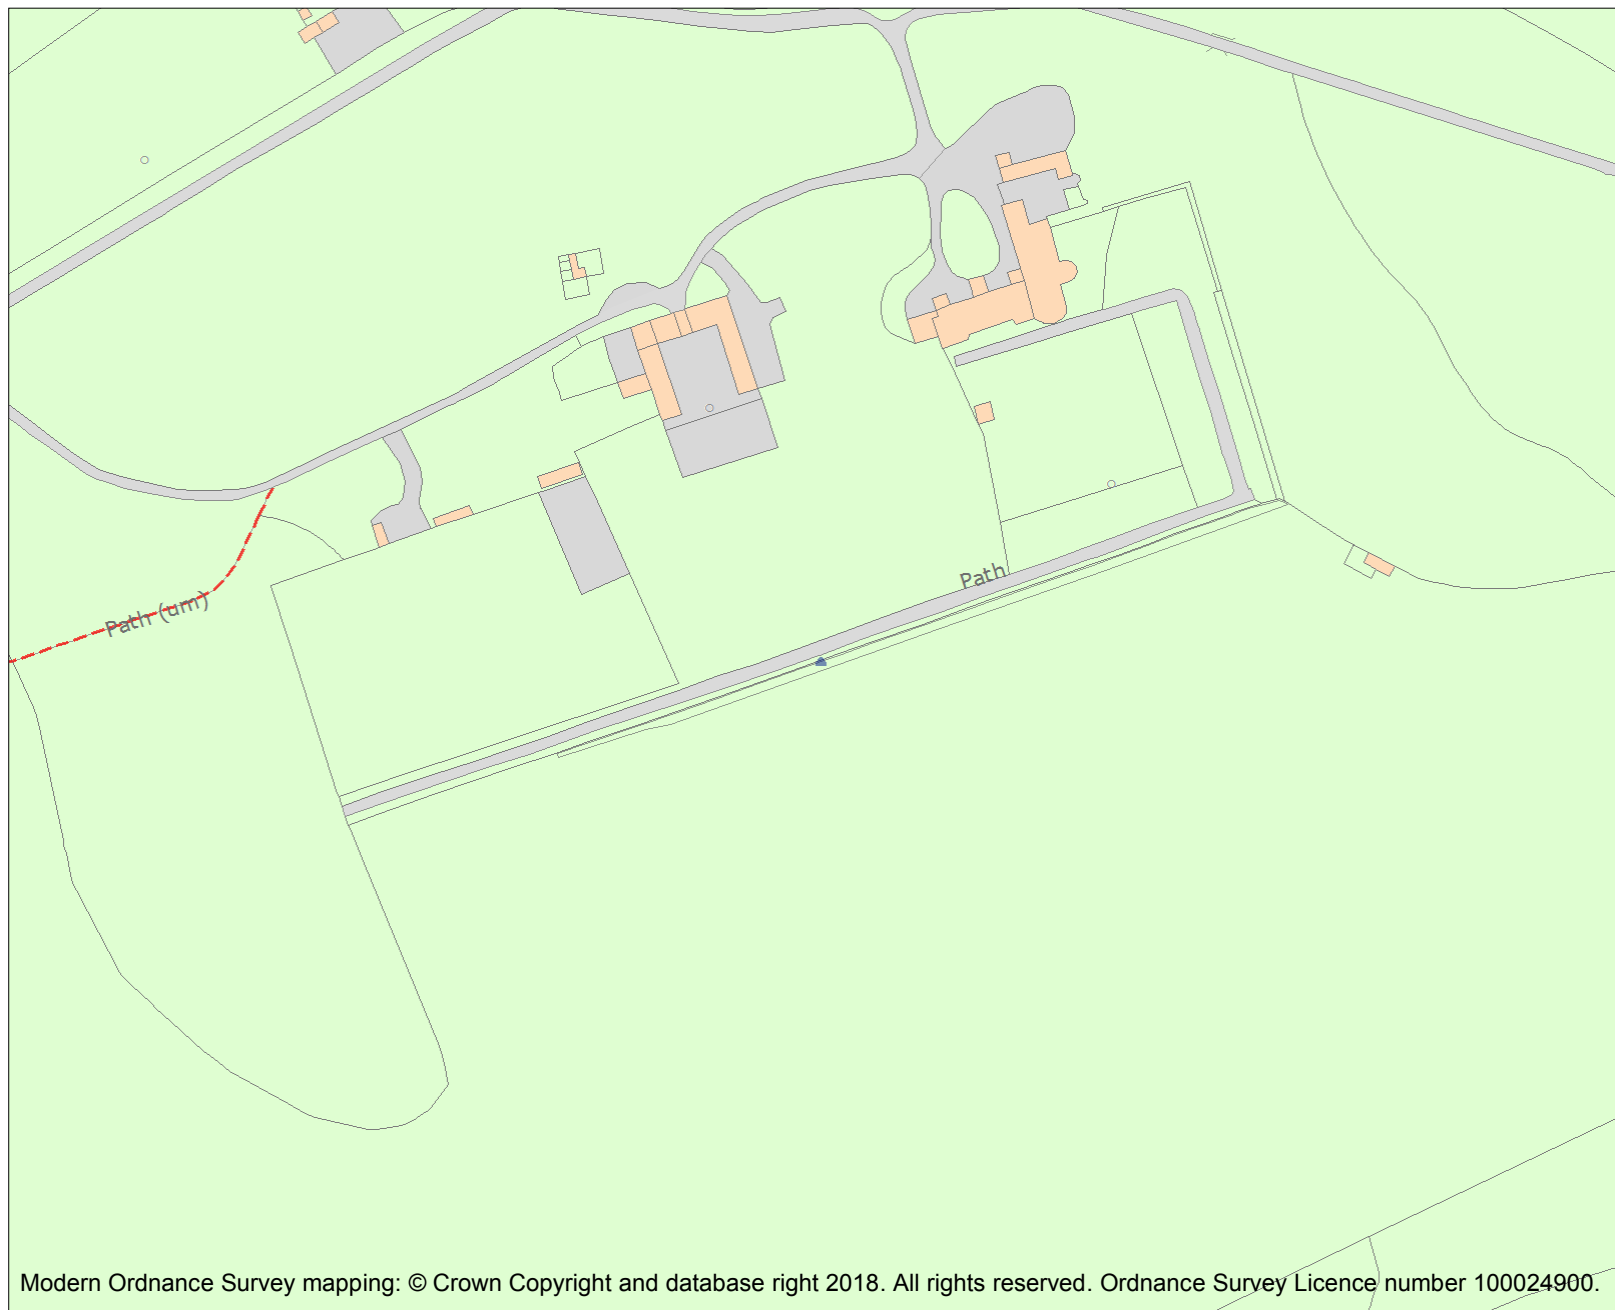 Path
Path (um)
Modern Ordnance Survey mapping: © Crown Copyright and database right 2018. All rights reserved. Ordnance Survey Licence number 100024900.